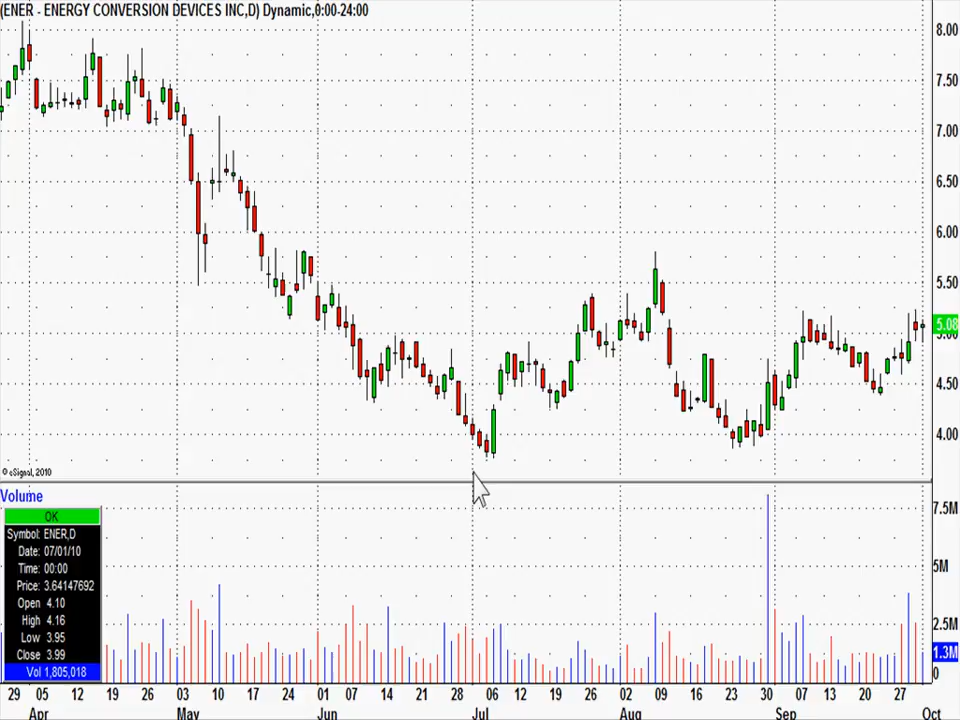 (ENER - ENERGY CONVERSION DEVICES INC,D) Dynamic,0:00-24:00
8.00
7.50
7.00
6.50
6.00
5.50
5.08
5.00
4.50
4.00
© eSignal, 2010
Volume
OK
Symbol: ENER,D
Date: 07/01/10
Time: 00:00
Price: 3.64147692
Open 4.10
High 4.16
Low 3.95
Close 3.99
Vol 1,805,018
7.5M
5M
2.5M
1.3M
0
29 05 12 19 26 03 10 17 24 01 07 14 21 28 06 12 19 26 02 09 16 23 30 07 13 20 27
Apr May Jun Jul Aug Sep Oct